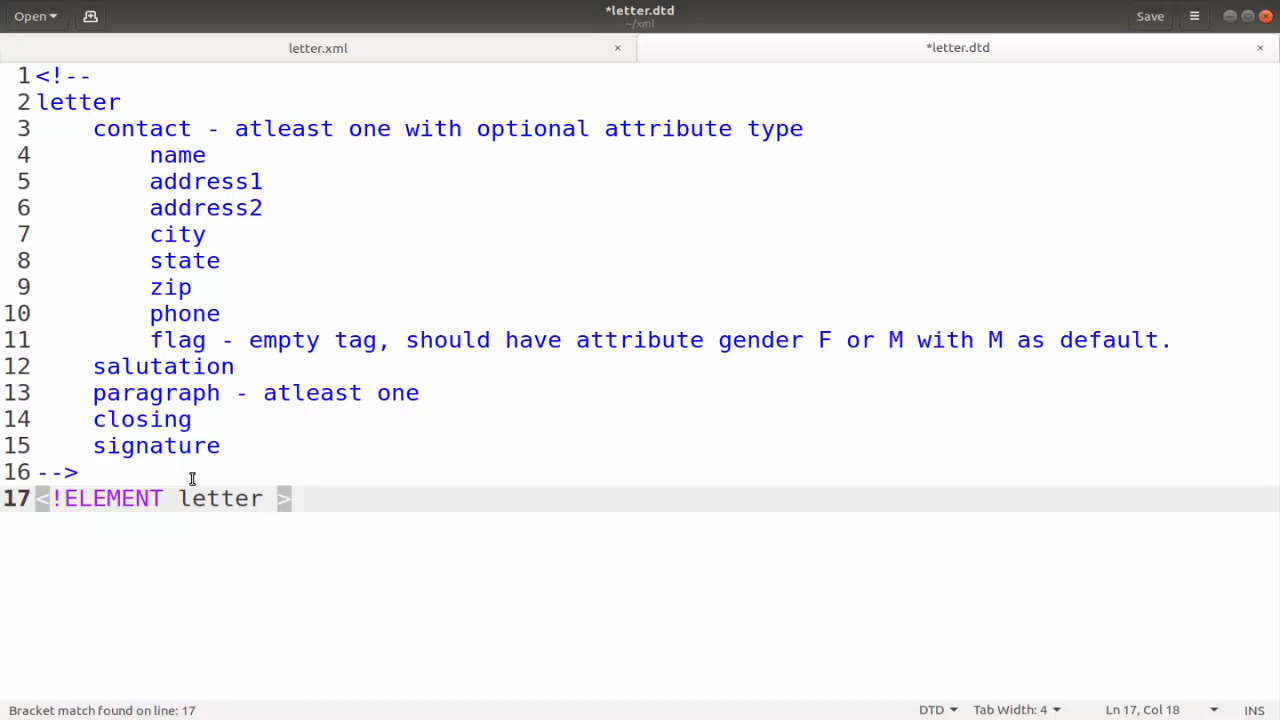 Open
*letter.dtd
~/xml
Save
letter.xml ×
*letter.dtd ×
1 <!--
2 letter
3 contact - atleast one with optional attribute type
4 name
5 address1
6 address2
7 city
8 state
9 zip
10 phone
11 flag - empty tag, should have attribute gender F or M with M as default.
12 salutation
13 paragraph - atleast one
14 closing
15 signature
16 -->
17 <!ELEMENT letter >
Bracket match found on line: 17
DTD
Tab Width: 4
Ln 17, Col 18
INS